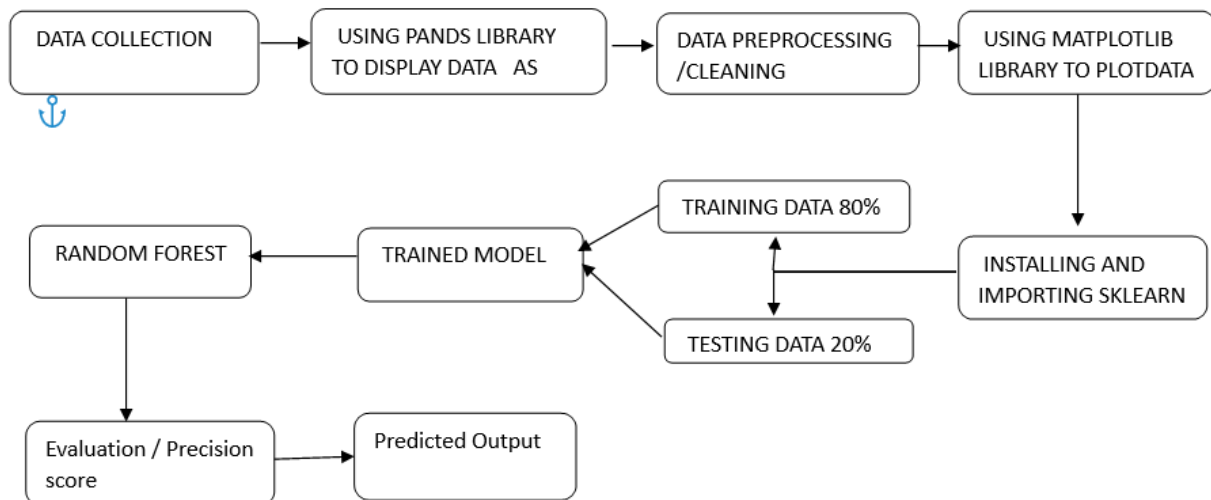 DATA COLLECTION
USING PANDS LIBRARY
TO DISPLAY DATA AS
DATA PREPROCESSING
/CLEANING
USING MATPLOTLIB
LIBRARY TO PLOTDATA
INSTALLING AND
IMPORTING SKLEARN
TRAINING DATA 80%
TESTING DATA 20%
TRAINED MODEL
RANDOM FOREST
Evaluation / Precision
score
Predicted Output